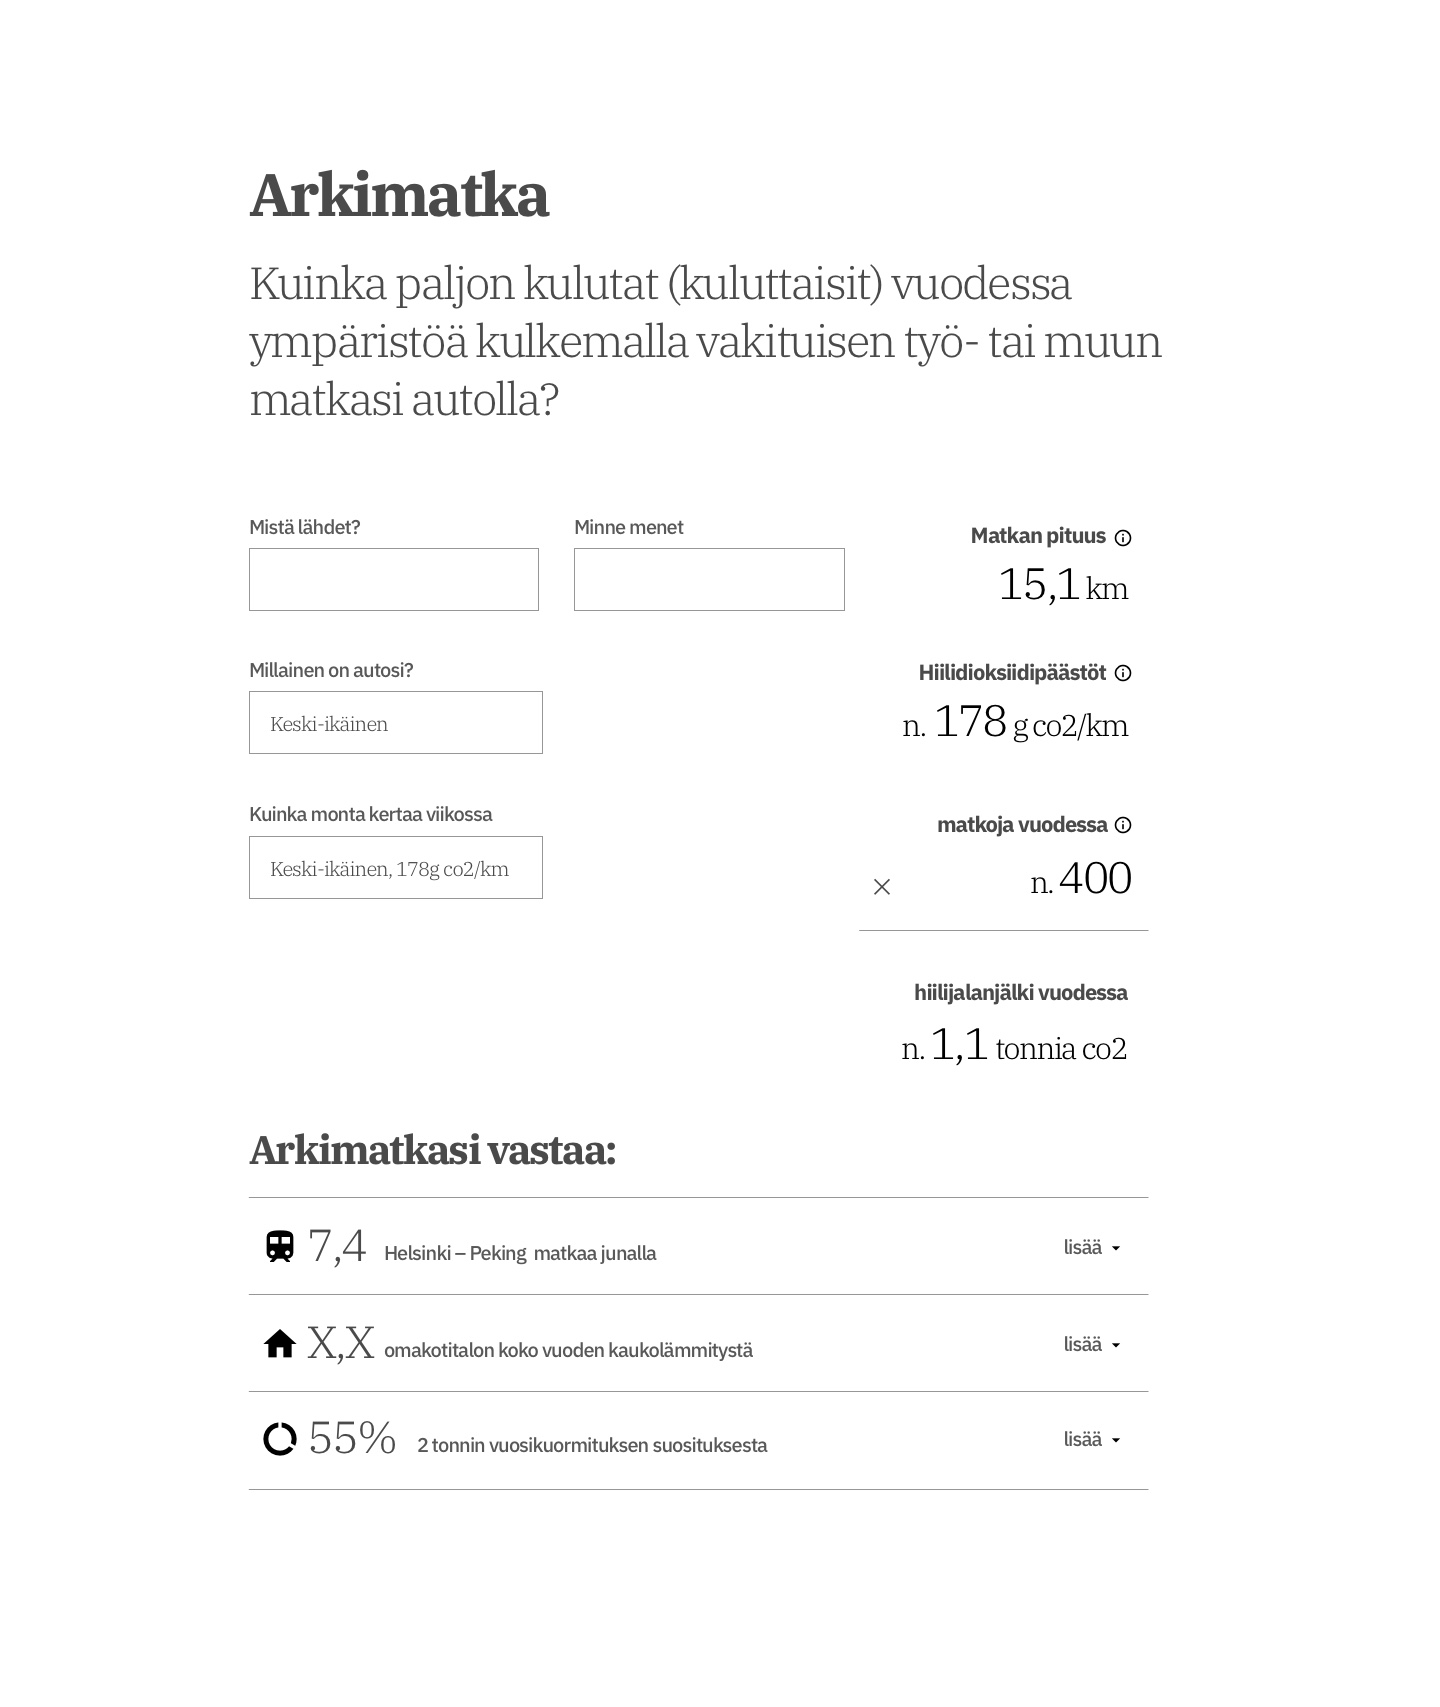 Arkimatka
Kuinka paljon kulutat (kuluttaisit) vuodessa
ympäristöä kulkemalla vakituisen työ- tai muun
matkasi autolla?
Mistä lähdet?
Minne menet
Matkan pituus
15,1 km
Millainen on autosi?
Keski-ikäinen
Hiilidioksiidipäästöt
n. 178 g co2/km
Kuinka monta kertaa viikossa
Keski-ikäinen, 178g co2/km
matkoja vuodessa
× n. 400
hiilijalanjälki vuodessa
n. 1,1 tonnia co2
Arkimatkasi vastaa:
7,4 Helsinki – Peking matkaa junalla lisää
X,X omakotitalon koko vuoden kaukolämmitystä lisää
55% 2 tonnin vuosikuormituksen suosituksesta lisää